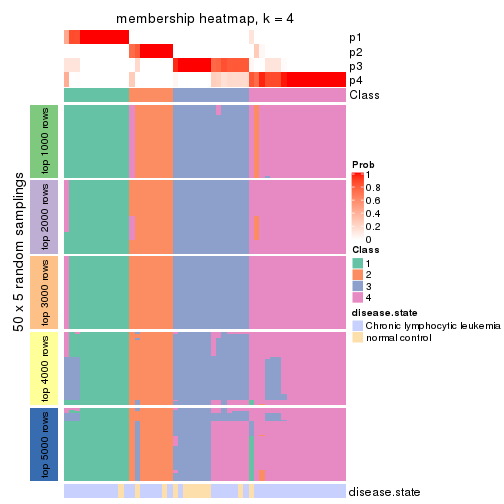 membership heatmap, k = 4
p1
p2
p3
p4
Class
50 x 5 random samplings
top 1000 rows
top 2000 rows
top 3000 rows
top 4000 rows
top 5000 rows
disease.state
Prob
1
0.8
0.6
0.4
0.2
0
Class
1
2
3
4
disease.state
Chronic lymphocytic leukemia
normal control